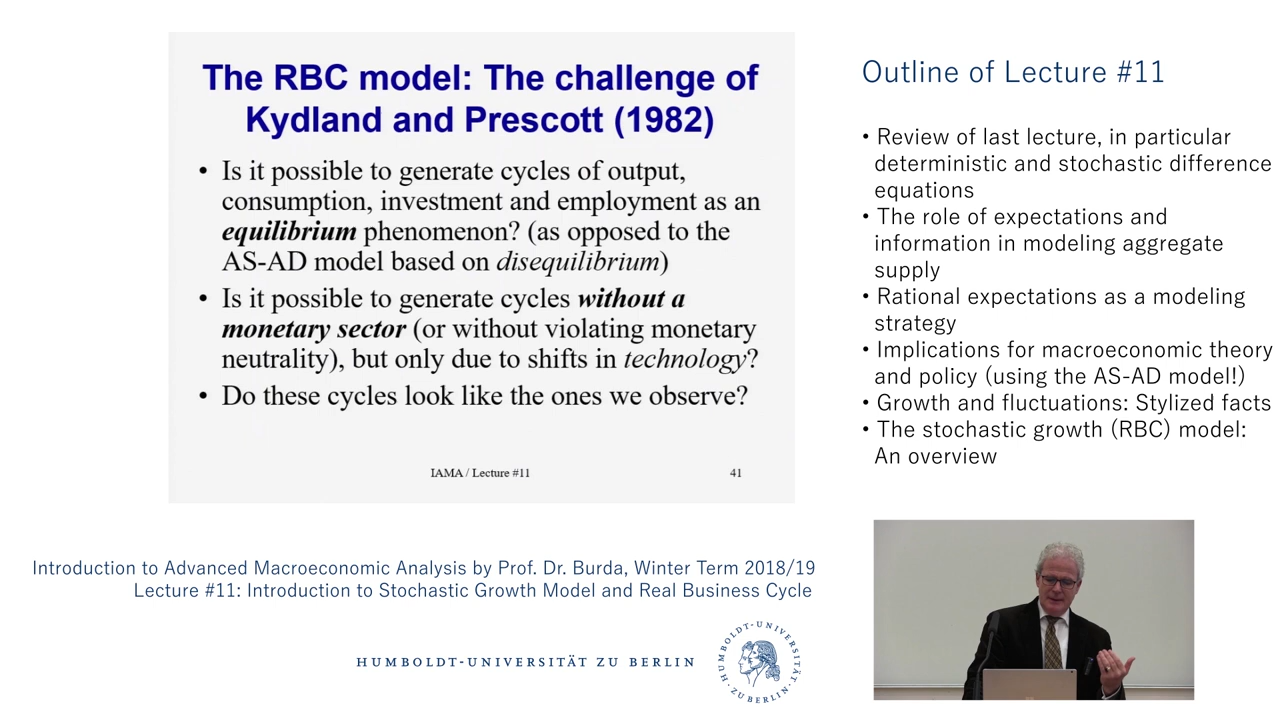 The RBC model: The challenge of
Kydland and Prescott (1982)
• Is it possible to generate cycles of output,
consumption, investment and employment as an
equilibrium phenomenon? (as opposed to the
AS-AD model based on disequilibrium)
• Is it possible to generate cycles without a
monetary sector (or without violating monetary
neutrality), but only due to shifts in technology?
• Do these cycles look like the ones we observe?
IAMA / Lecture #11
41
Outline of Lecture #11
• Review of last lecture, in particular
deterministic and stochastic difference
equations
• The role of expectations and
information in modeling aggregate
supply
• Rational expectations as a modeling
strategy
• Implications for macroeconomic theory
and policy (using the AS-AD model!)
• Growth and fluctuations: Stylized facts
• The stochastic growth (RBC) model:
An overview
Introduction to Advanced Macroeconomic Analysis by Prof. Dr. Burda, Winter Term 2018/19
Lecture #11: Introduction to Stochastic Growth Model and Real Business Cycle
HUMBOLDT-UNIVERSITÄT ZU BERLIN
HUMBOLDT-UNIVERSITÄT
ZU BERLIN